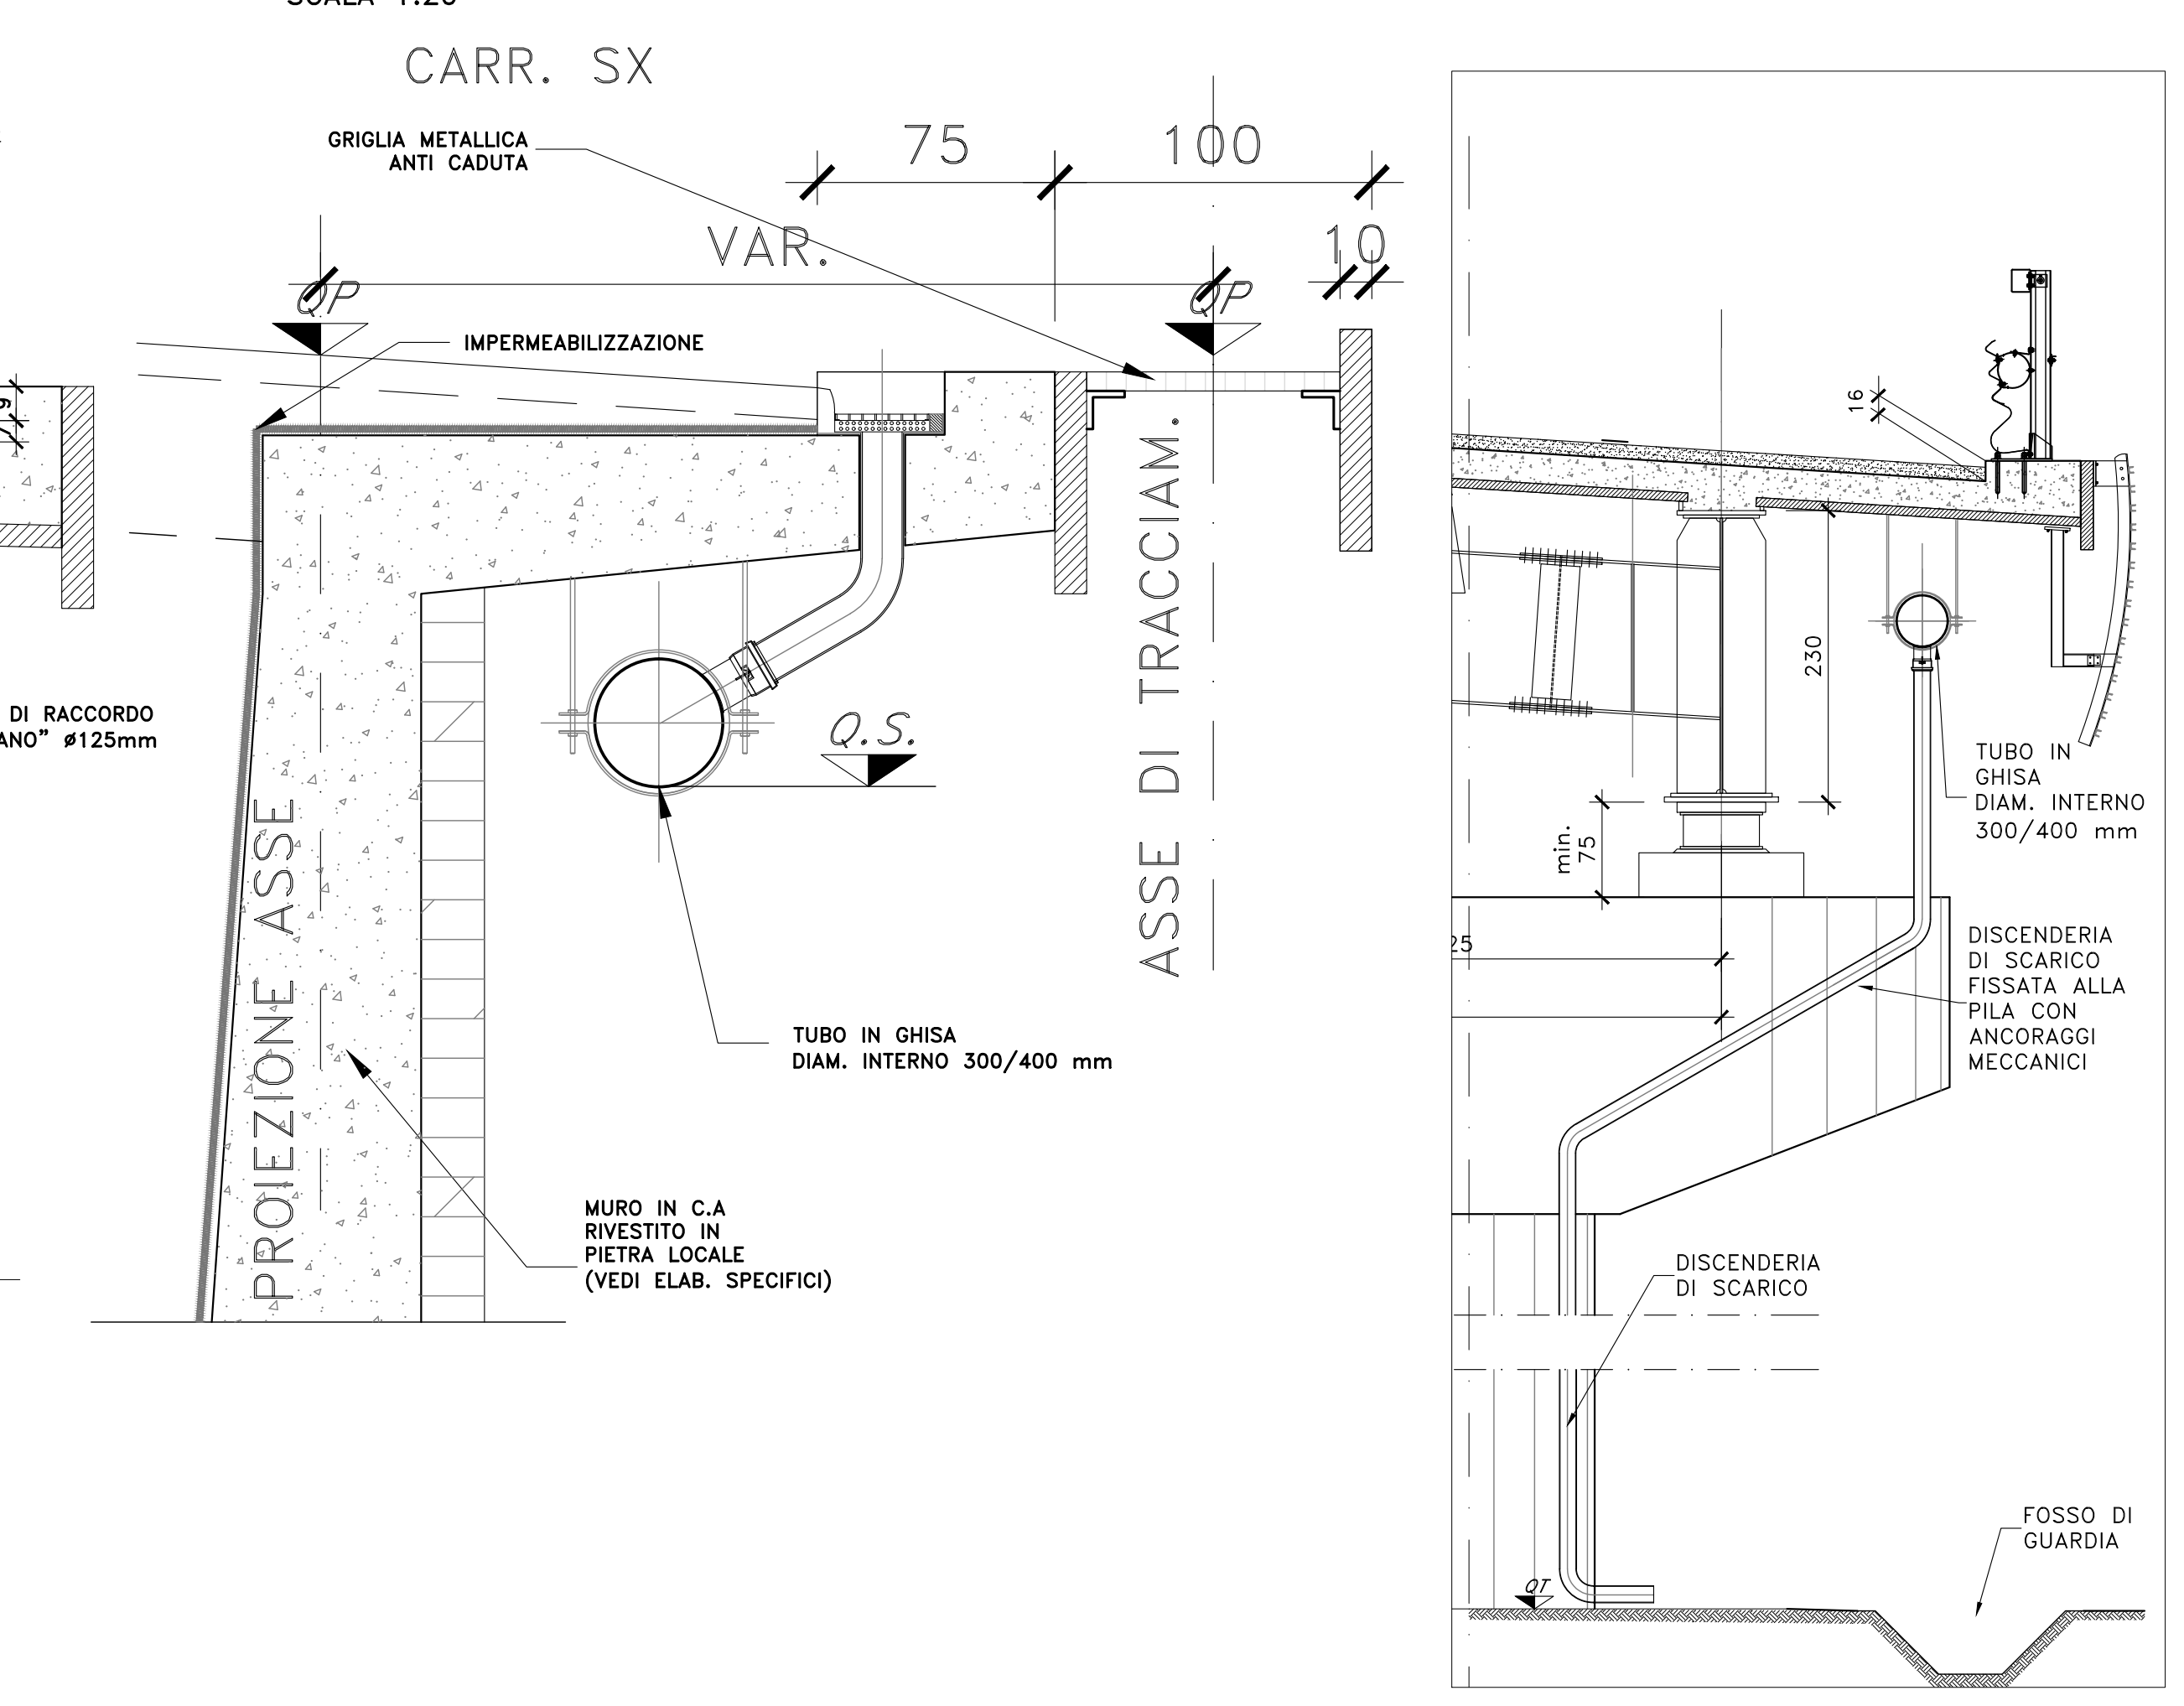 CARR. SX
GRIGLIA METALLICA
ANTI CADUTA
75
100
VAR.
10
QP
QP
IMPERMEABILIZZAZIONE
DI RACCORDO
Ø125mm
Q.S.
PROIEZIONE ASSE
ASSE DI TRACCIAM.
TUBO IN GHISA
DIAM. INTERNO 300/400 mm
MURO IN C.A
RIVESTITO IN
PIETRA LOCALE
(VEDI ELAB. SPECIFICI)
16
230
min.
75
TUBO IN
GHISA
DIAM. INTERNO
300/400 mm
DISCENDERIA
DI SCARICO
FISSATA ALLA
PILA CON
ANCORAGGI
MECCANICI
DISCENDERIA
DI SCARICO
QT
FOSSO DI
GUARDIA